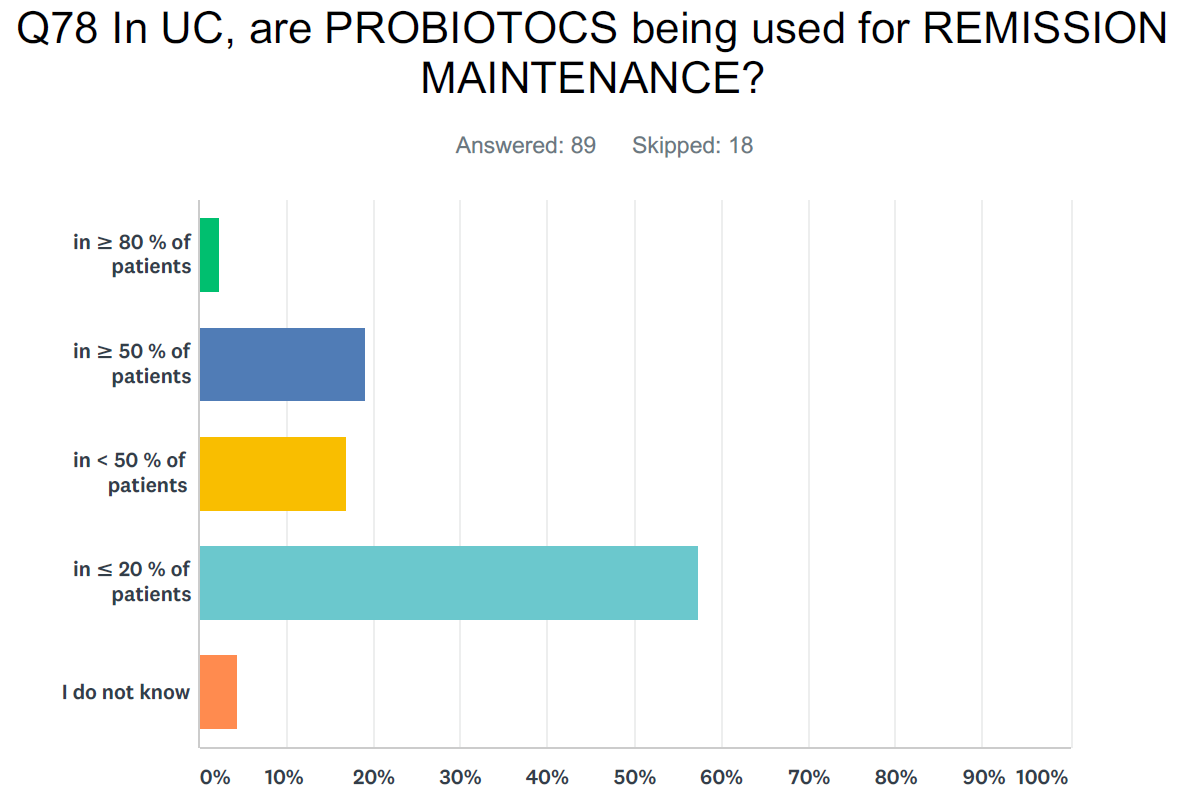 Q78 In UC, are PROBIOTOCS being used for REMISSION
MAINTENANCE?
Answered: 89 Skipped: 18
in ≥ 80 % of
patients
in ≥ 50 % of
patients
in < 50 % of
patients
in ≤ 20 % of
patients
I do not know
0% 10% 20% 30% 40% 50% 60% 70% 80% 90% 100%